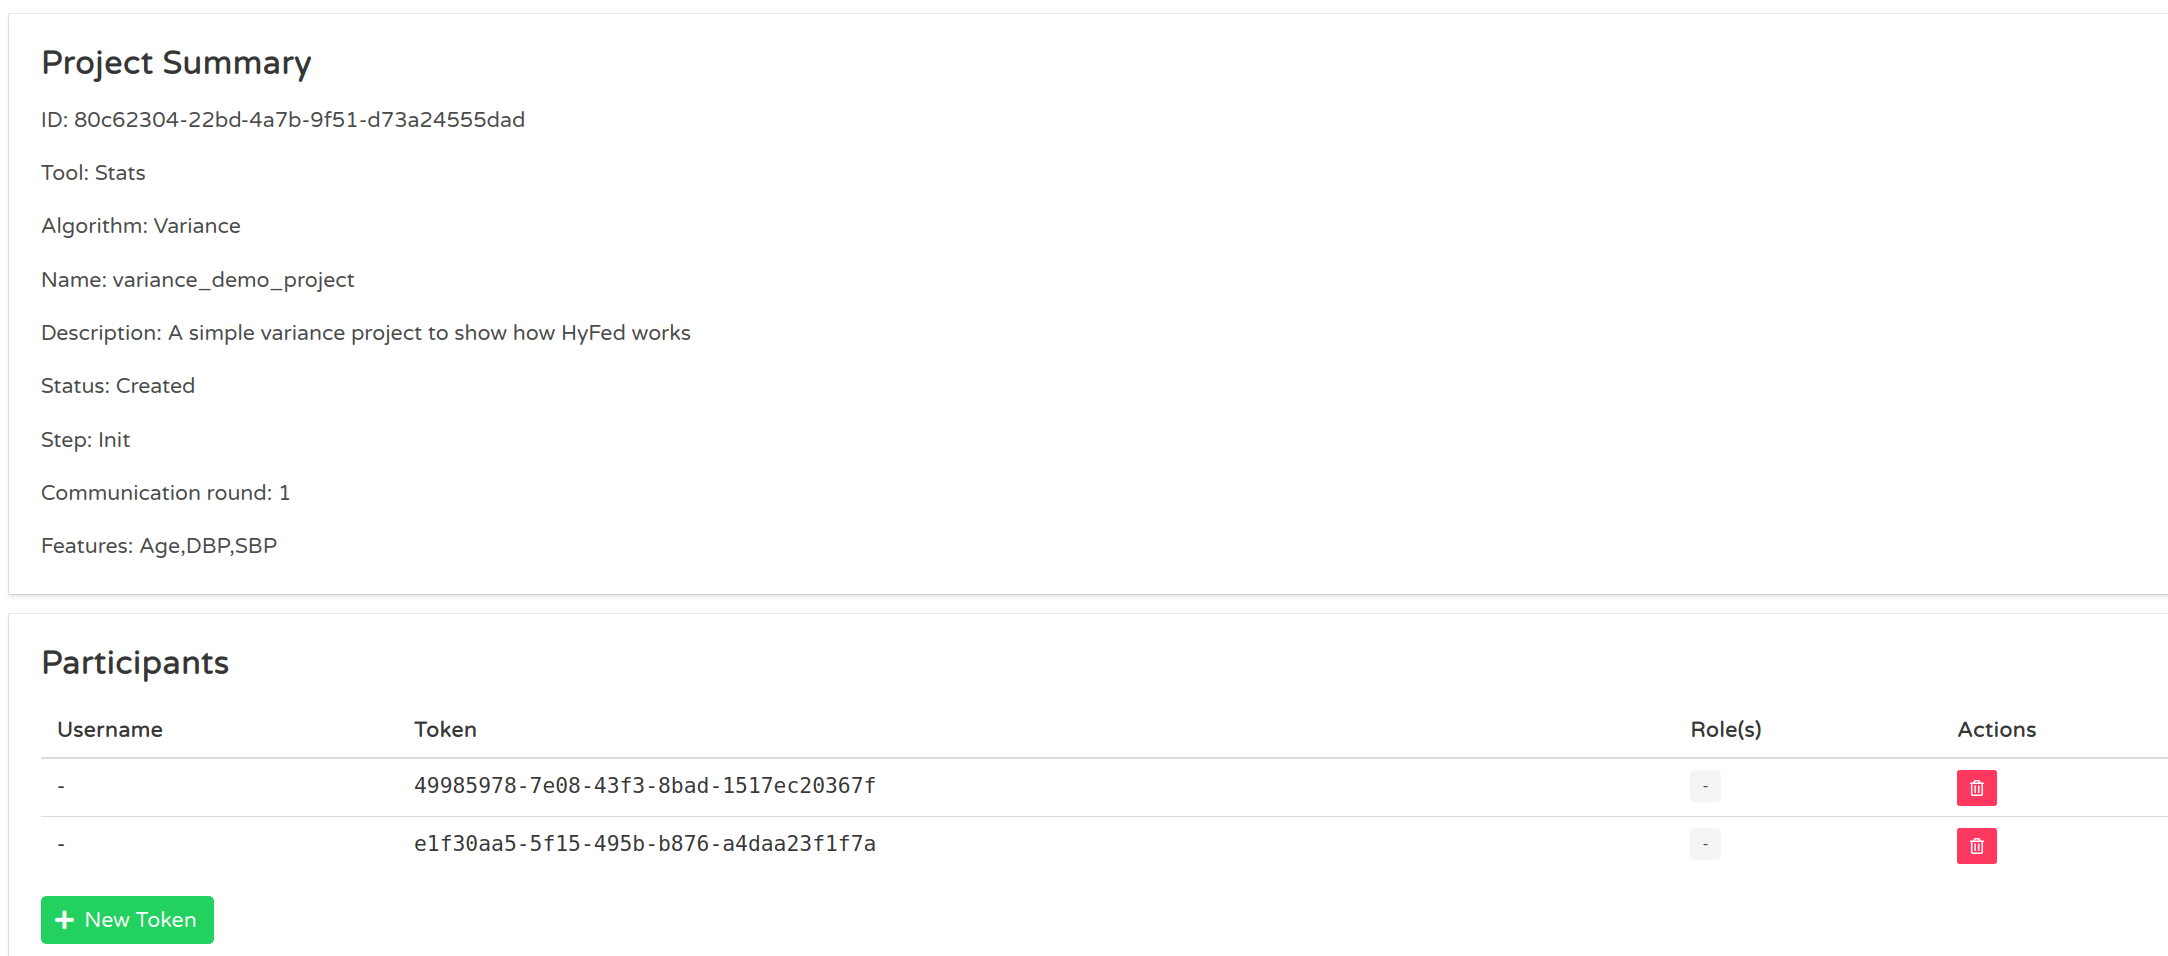 Project Summary
ID: 80c62304-22bd-4a7b-9f51-d73a24555dad
Tool: Stats
Algorithm: Variance
Name: variance_demo_project
Description: A simple variance project to show how HyFed works
Status: Created
Step: Init
Communication round: 1
Features: Age,DBP,SBP
Participants
Username Token Role(s) Actions
- 49985978-7e08-43f3-8bad-1517ec20367f -
- e1f30aa5-5f15-495b-b876-a4daa23f1f7a -
New Token